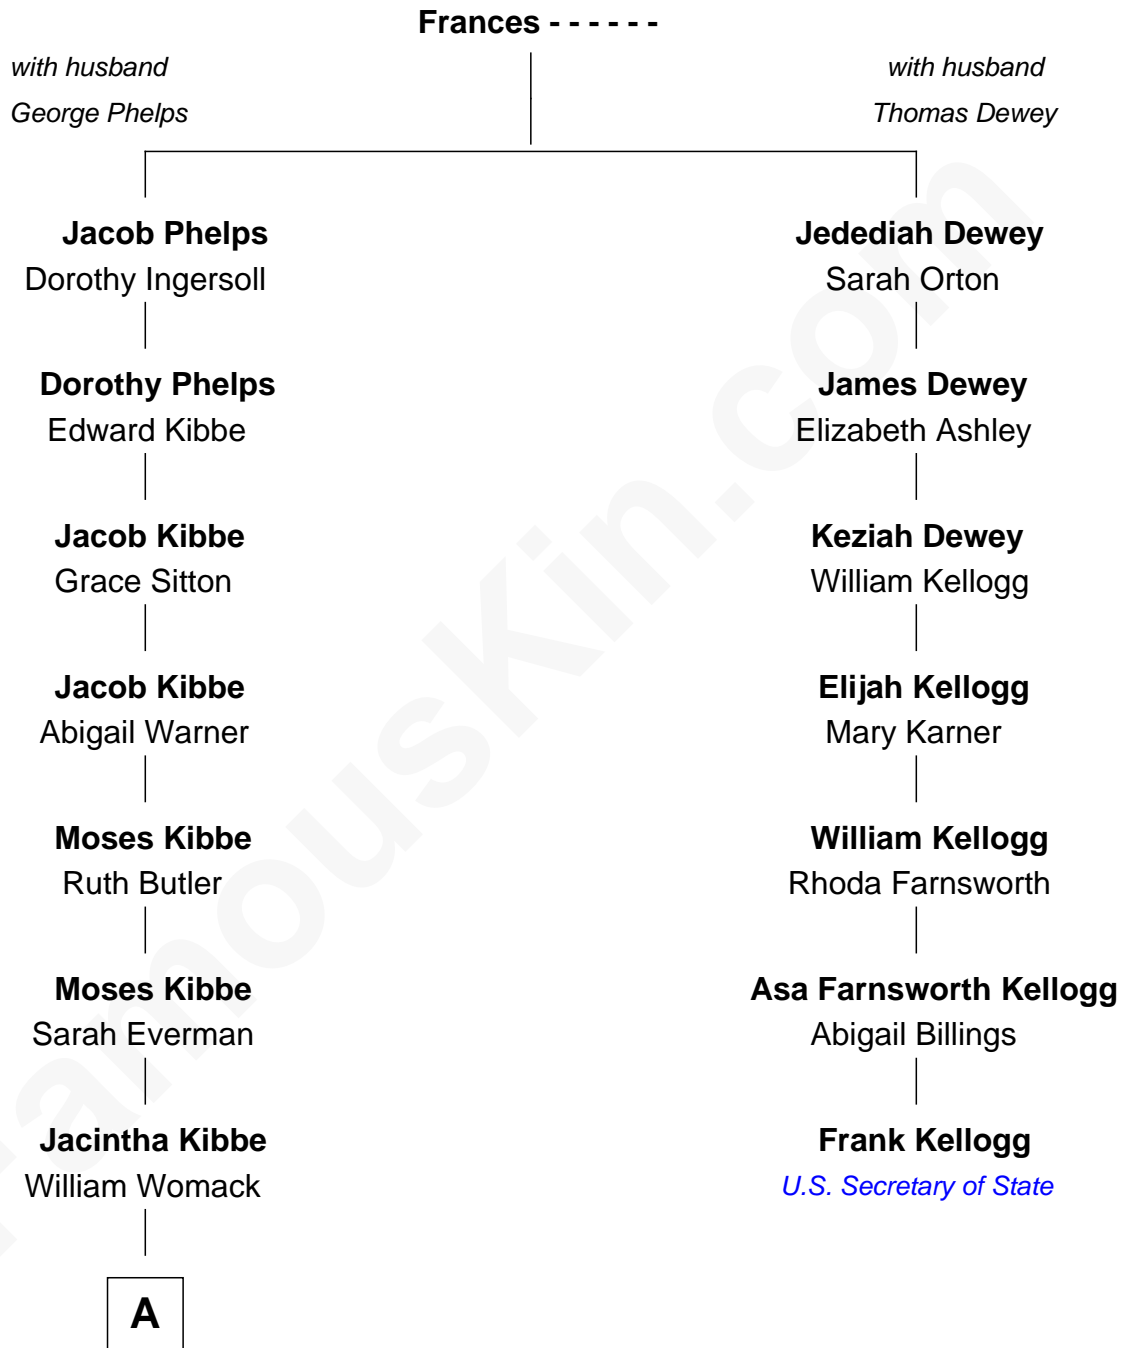 Frances - - - - - -
with husband
George Phelps
with husband
Thomas Dewey
Jacob Phelps
Dorothy Ingersoll
Jedediah Dewey
Sarah Orton
Dorothy Phelps
Edward Kibbe
James Dewey
Elizabeth Ashley
Jacob Kibbe
Grace Sitton
Keziah Dewey
William Kellogg
Jacob Kibbe
Abigail Warner
Elijah Kellogg
Mary Karner
Moses Kibbe
Ruth Butler
William Kellogg
Rhoda Farnsworth
Moses Kibbe
Sarah Everman
Asa Farnsworth Kellogg
Abigail Billings
Jacintha Kibbe
William Womack
Frank Kellogg
U.S. Secretary of State
A
FamousKin.com